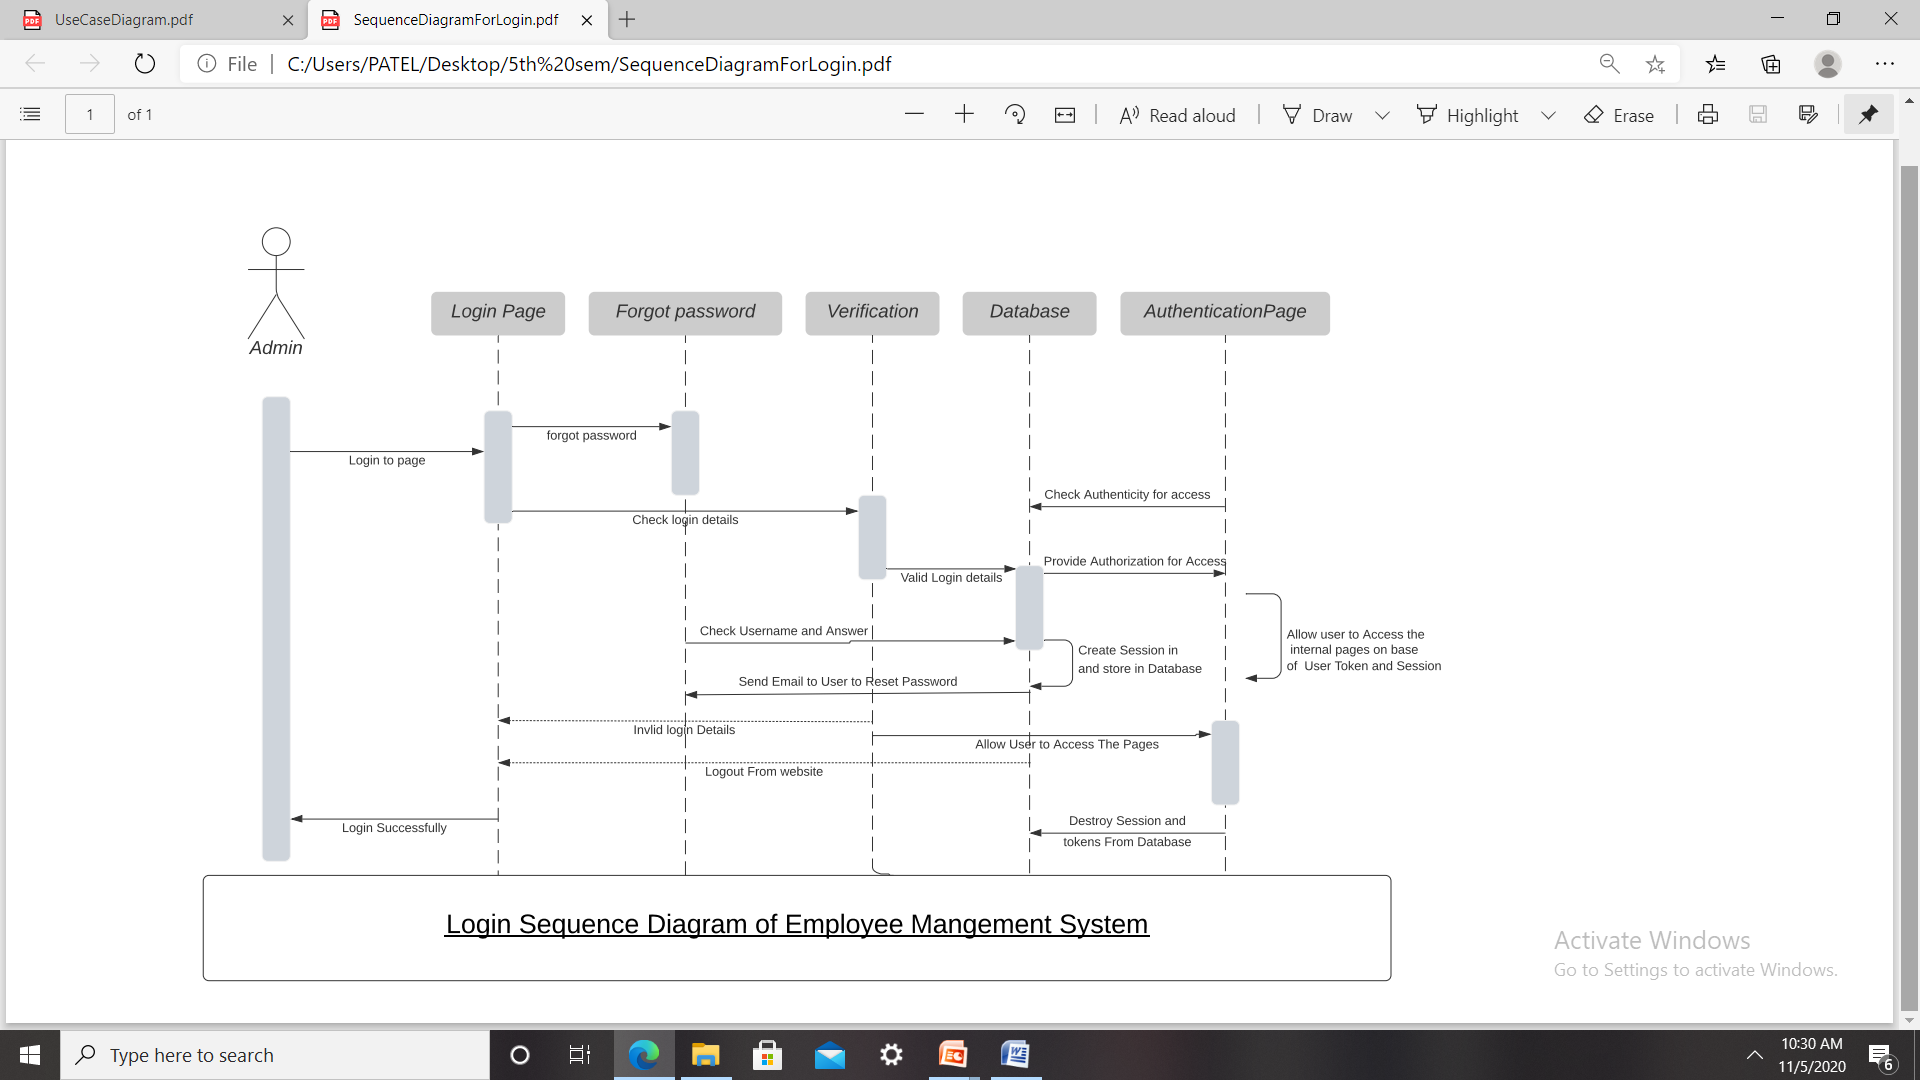 UseCaseDiagram.pdf
SequenceDiagramForLogin.pdf
File
C:/Users/PATEL/Desktop/5th%20sem/SequenceDiagramForLogin.pdf
1
of 1
Read aloud
Draw
Highlight
Erase
Admin
Login Page
Forgot password
Verification
Database
AuthenticationPage
forgot password
Login to page
Check Authenticity for access
Check login details
Provide Authorization for Access
Valid Login details
Check Username and Answer
Allow user to Access the
internal pages on base
of User Token and Session
Create Session in
and store in Database
Send Email to User to Reset Password
Invlid login Details
Allow User to Access The Pages
Logout From website
Login Successfully
Destroy Session and
tokens From Database
Login Sequence Diagram of Employee Mangement System
Activate Windows
Go to Settings to activate Windows.
Type here to search
10:30 AM
11/5/2020
6